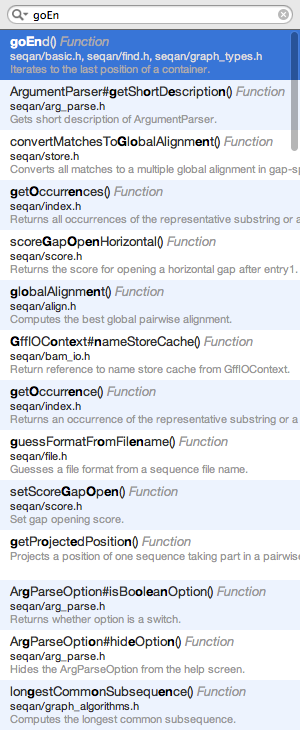 goEn
goEnd() Function
seqan/basic.h, seqan/find.h, seqan/graph_types.h
Iterates to the last position of a container.
ArgumentParser#getShortDescription() Function
seqan/arg_parse.h
Gets short description of ArgumentParser.
convertMatchesToGlobalAlignment() Function
seqan/store.h
Converts all matches to a multiple global alignment in gap-s
getOccurrences() Function
seqan/index.h
Returns all occurrences of the representative substring or a
scoreGapOpenHorizontal() Function
seqan/score.h
Returns the score for opening a horizontal gap after entry1.
globalAlignment() Function
seqan/align.h
Computes the best global pairwise alignment.
GffIOContext#nameStoreCache() Function
seqan/bam_io.h
Return reference to name store cache from GffIOContext.
getOccurrence() Function
seqan/index.h
Returns an occurrence of the representative substring or a
guessFormatFromFilename() Function
seqan/file.h
Guesses a file format from a sequence file name.
setScoreGapOpen() Function
seqan/score.h
Set gap opening score.
getProjectedPosition() Function
Projects a position of one sequence taking part in a pairwise
ArgParseOption#isBooleanOption() Function
seqan/arg_parse.h
Returns whether option is a switch.
ArgParseOption#hideOption() Function
seqan/arg_parse.h
Hides the ArgParseOption from the help screen.
longestCommonSubsequence() Function
seqan/graph_algorithms.h
Computes the longest common subsequence.